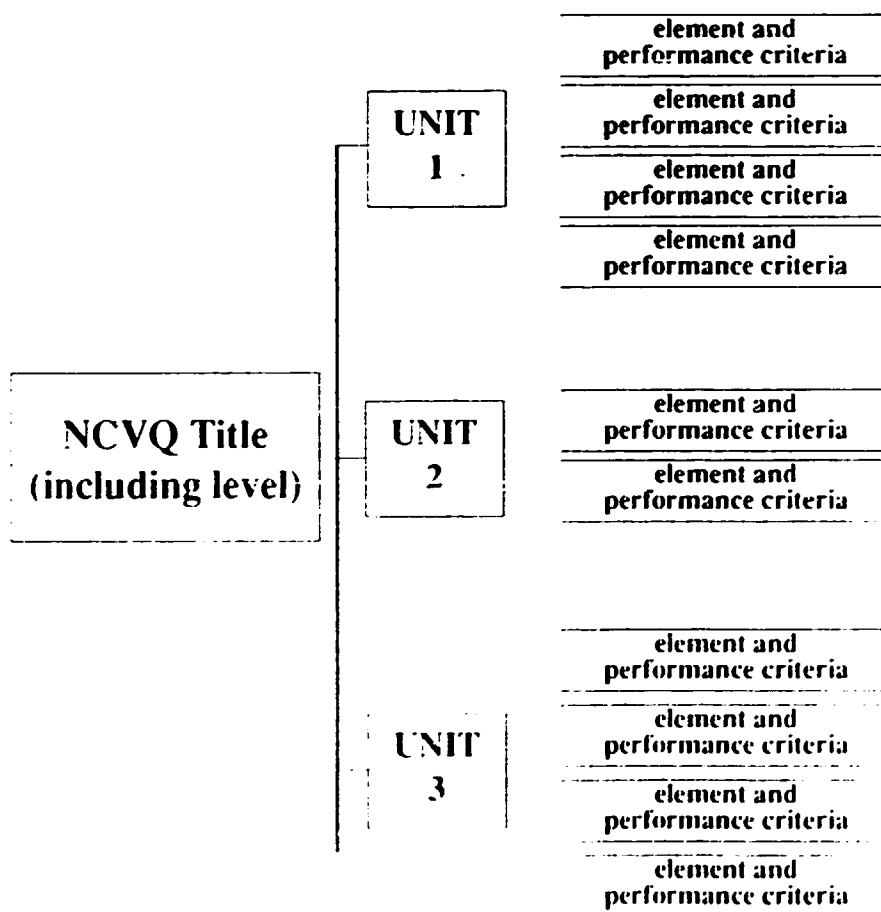 NCVQ Title
(including level)
UNIT
1
element and
performance criteria
element and
performance criteria
element and
performance criteria
element and
performance criteria
UNIT
2
element and
performance criteria
element and
performance criteria
UNIT
3
element and
performance criteria
element and
performance criteria
element and
performance criteria
element and
performance criteria